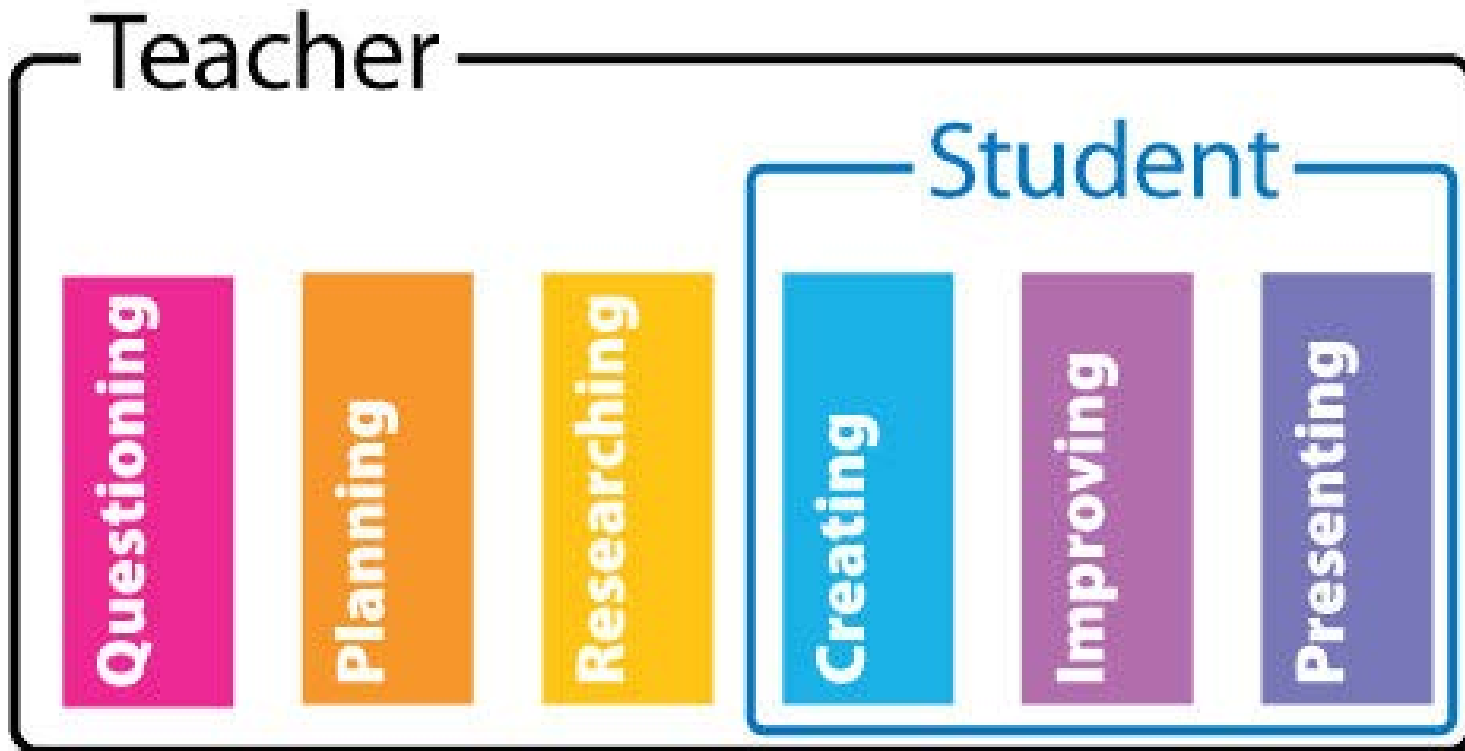 Teacher
Student
Questioning
Planning
Researching
Creating
Improving
Presenting